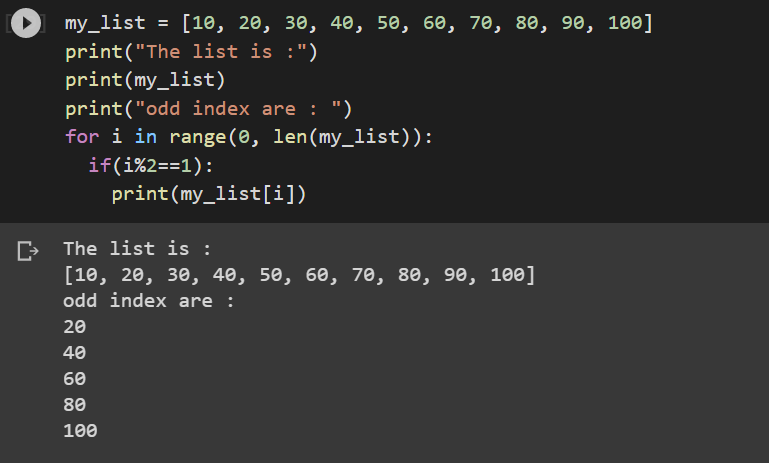 my_list = [10, 20, 30, 40, 50, 60, 70, 80, 90, 100]
print("The list is :")
print(my_list)
print("odd index are : ")
for i in range(0, len(my_list)):
  if(i%2==1):
    print(my_list[i])
The list is :
[10, 20, 30, 40, 50, 60, 70, 80, 90, 100]
odd index are :
20
40
60
80
100